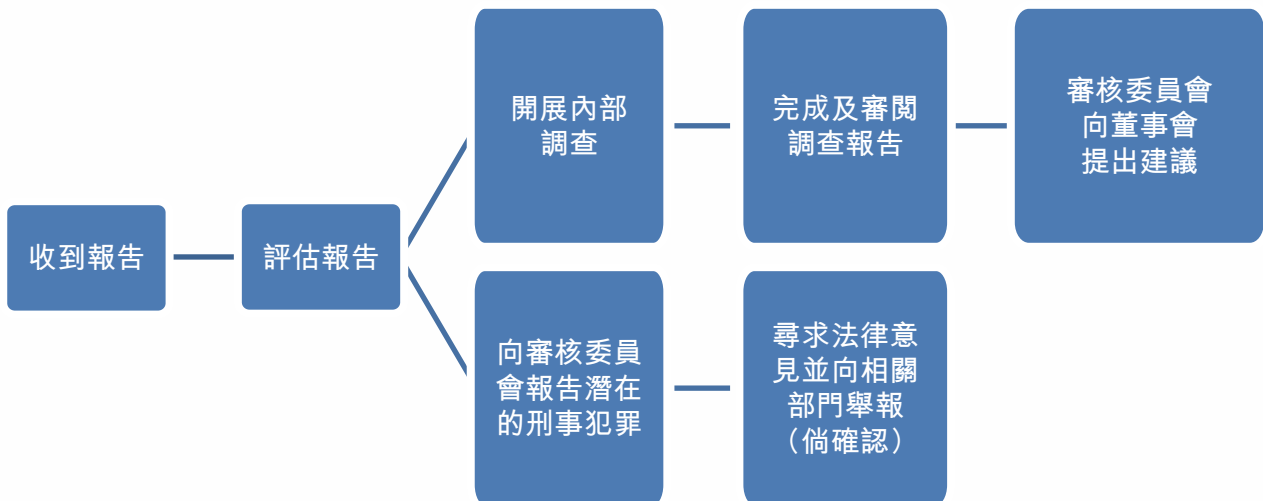 收到報告
評估報告
開展內部
調查
完成及審閱
調查報告
審核委員會
向董事會
提出建議
向審核委員
會報告潛在
的刑事犯罪
尋求法律意
見並向相關
部門舉報
（倘確認）